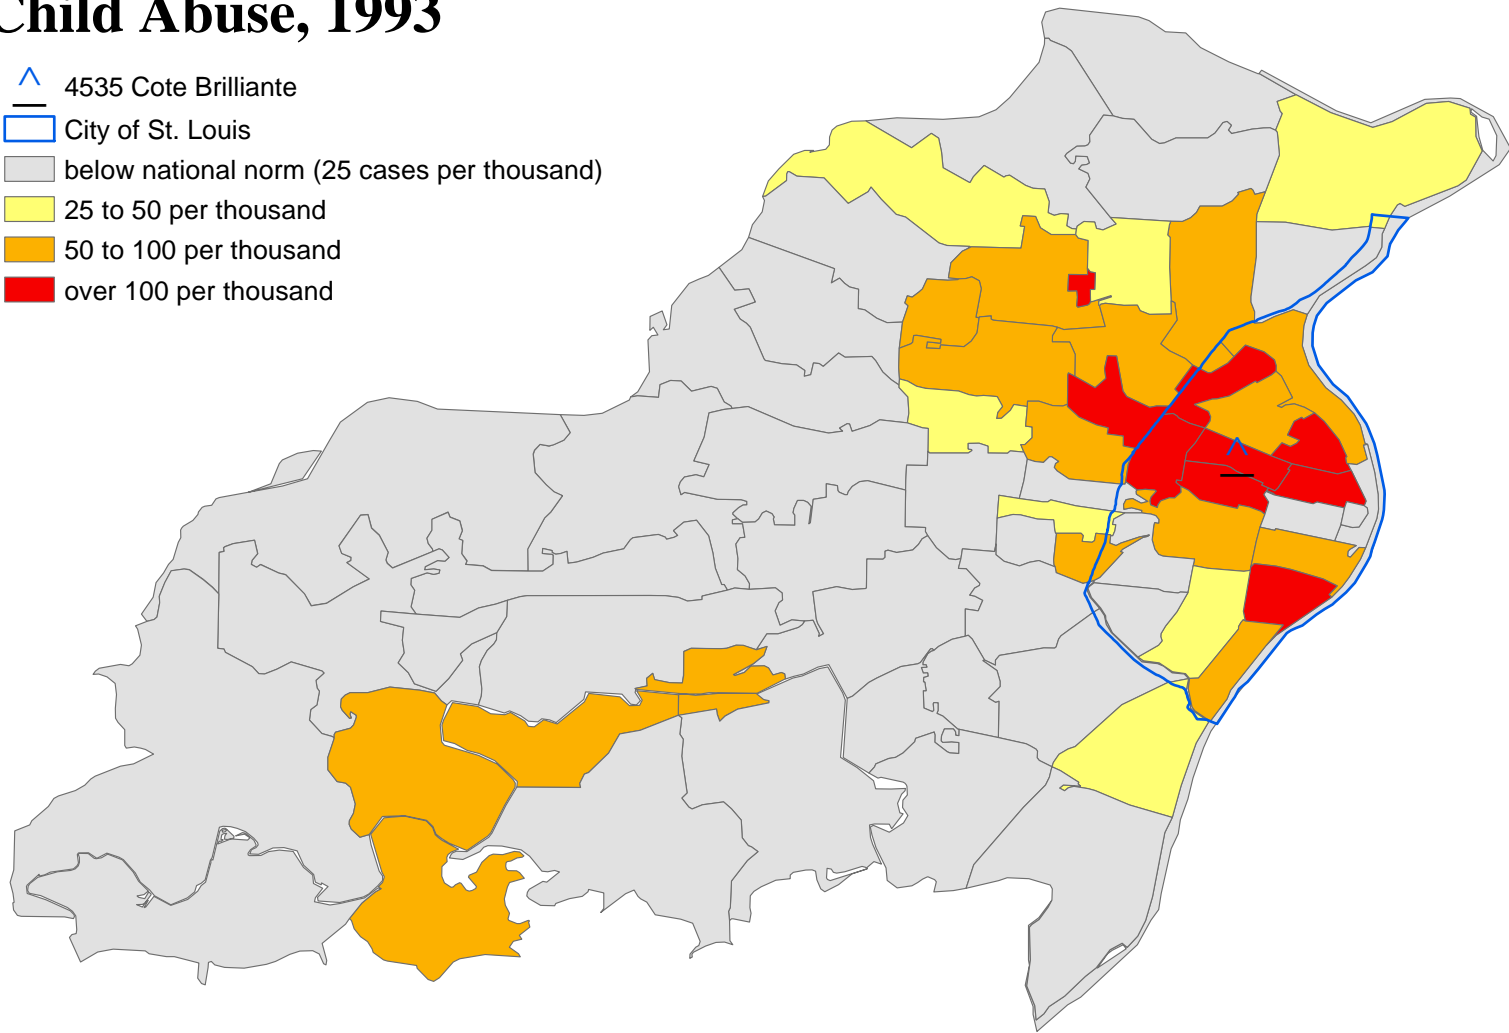 Child Abuse, 1993
4535 Cote Brilliante
City of St. Louis
below national norm (25 cases per thousand)
25 to 50 per thousand
50 to 100 per thousand
over 100 per thousand